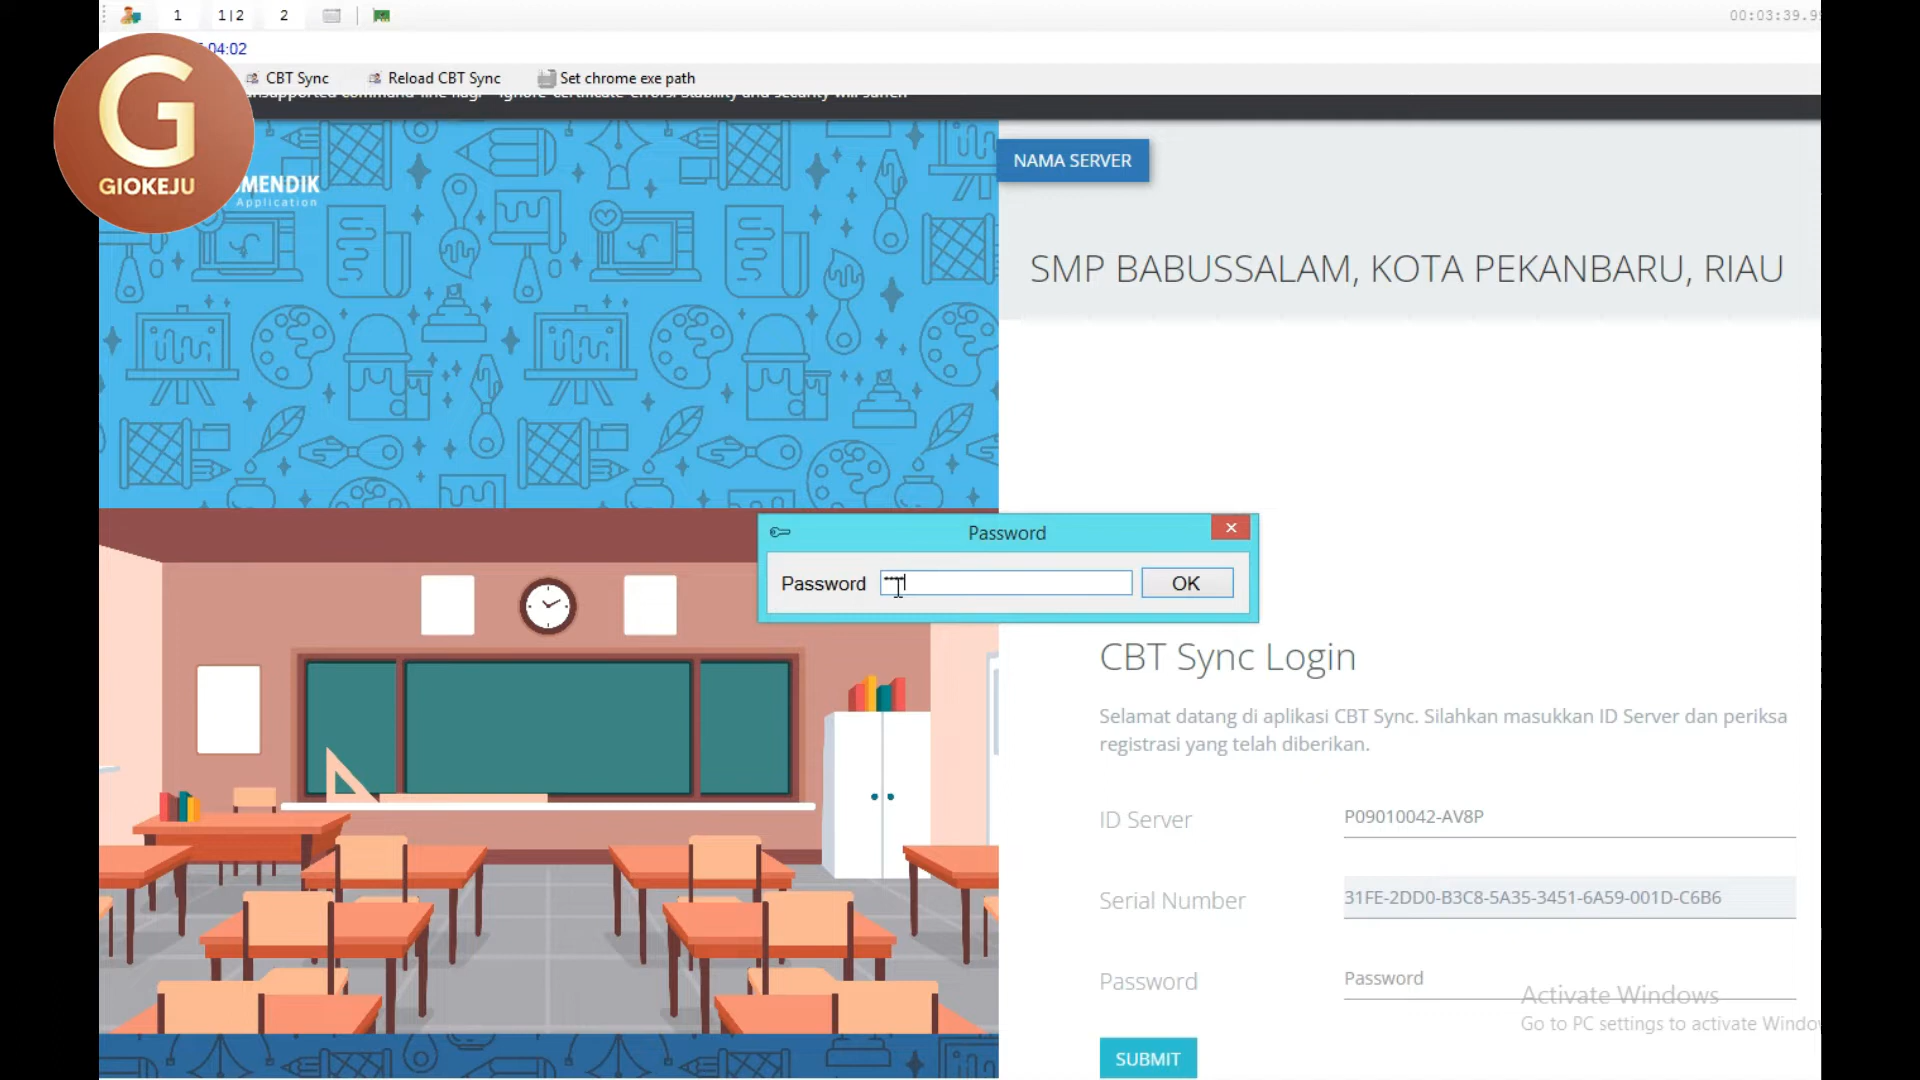 1
1|2
2
00:03:39.9
04:02
CBT Sync
Reload CBT Sync
Set chrome exe path
G
GIOKEJU
MENDIK
Application
NAMA SERVER
SMP BABUSSALAM, KOTA PEKANBARU, RIAU
Password
Password
****
OK
CBT Sync Login
Selamat datang di aplikasi CBT Sync. Silahkan masukkan ID Server dan periksa
registrasi yang telah diberikan.
ID Server
P09010042-AV8P
Serial Number
31FE-2DD0-B3C8-5A35-3451-6A59-001D-C6B6
Password
Password
Activate Windows
Go to PC settings to activate Windo
SUBMIT